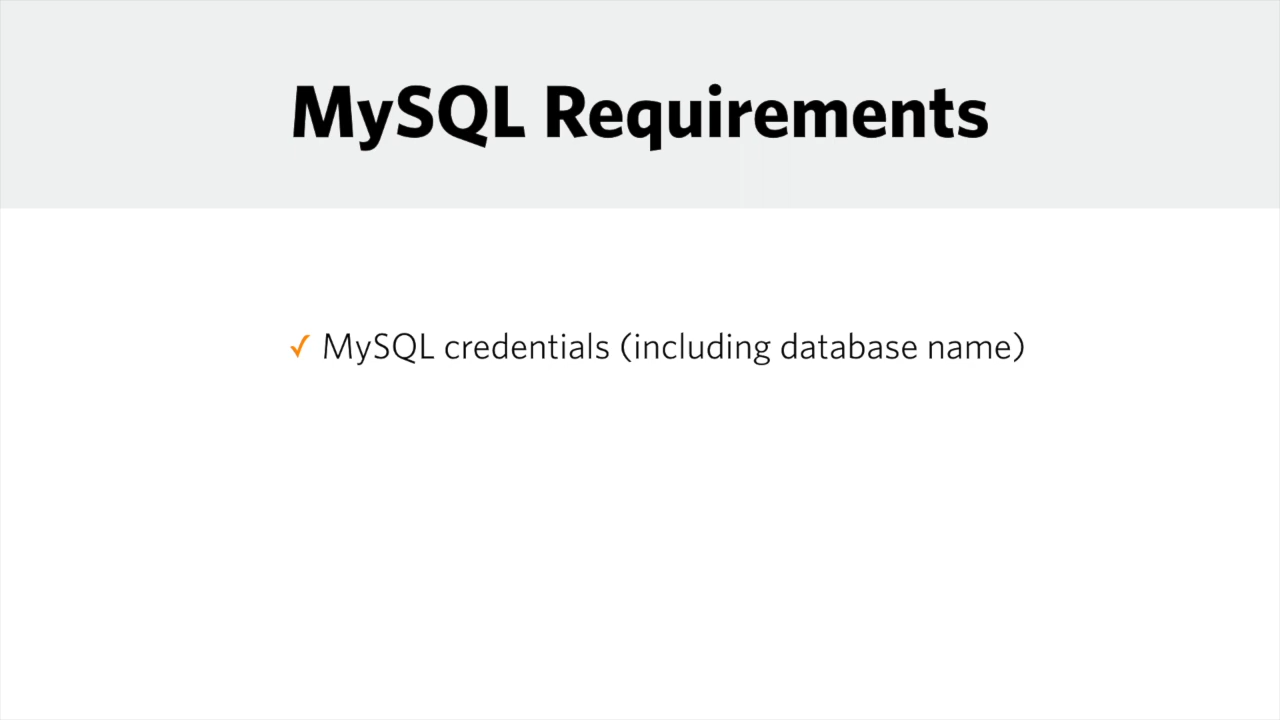 MySQL Requirements
✓ MySQL credentials (including database name)